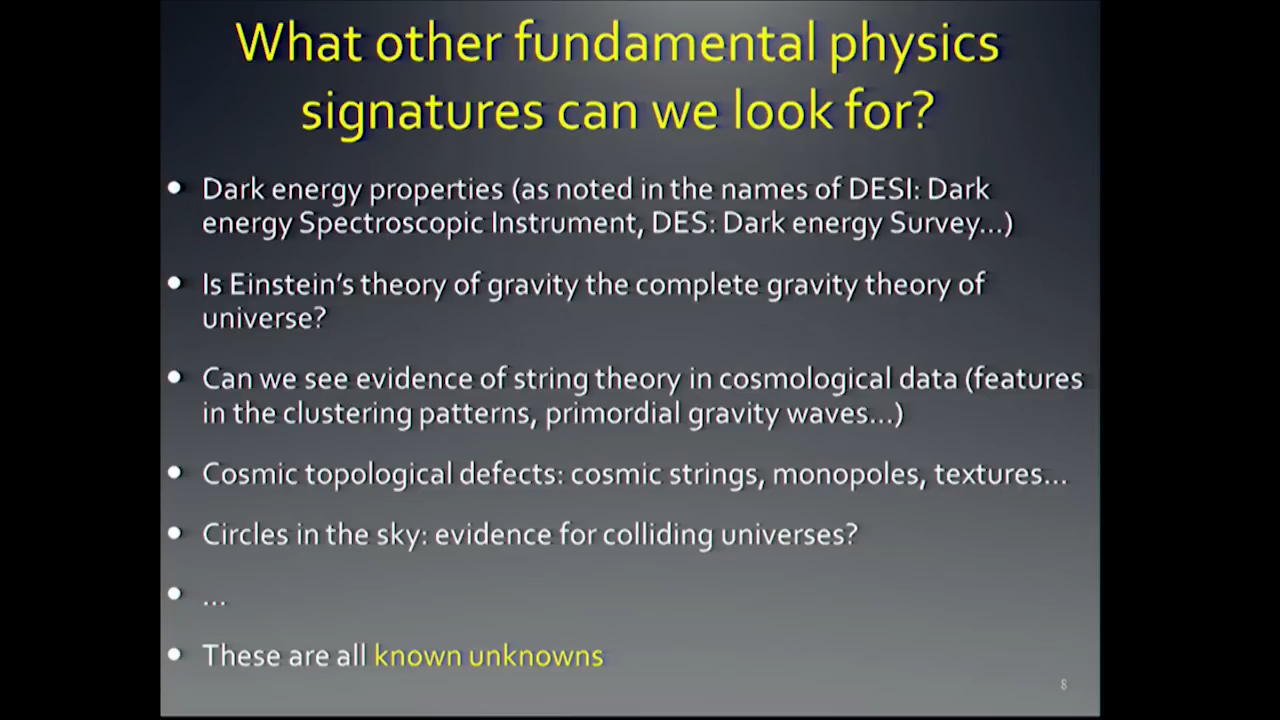 What other fundamental physics
signatures can we look for?
• Dark energy properties (as noted in the names of DESI: Dark
energy Spectroscopic Instrument, DES: Dark energy Survey...)
• Is Einstein's theory of gravity the complete gravity theory of
universe?
• Can we see evidence of string theory in cosmological data (features
in the clustering patterns, primordial gravity waves...)
• Cosmic topological defects: cosmic strings, monopoles, textures...
• Circles in the sky: evidence for colliding universes?
• ...
• These are all known unknowns
8